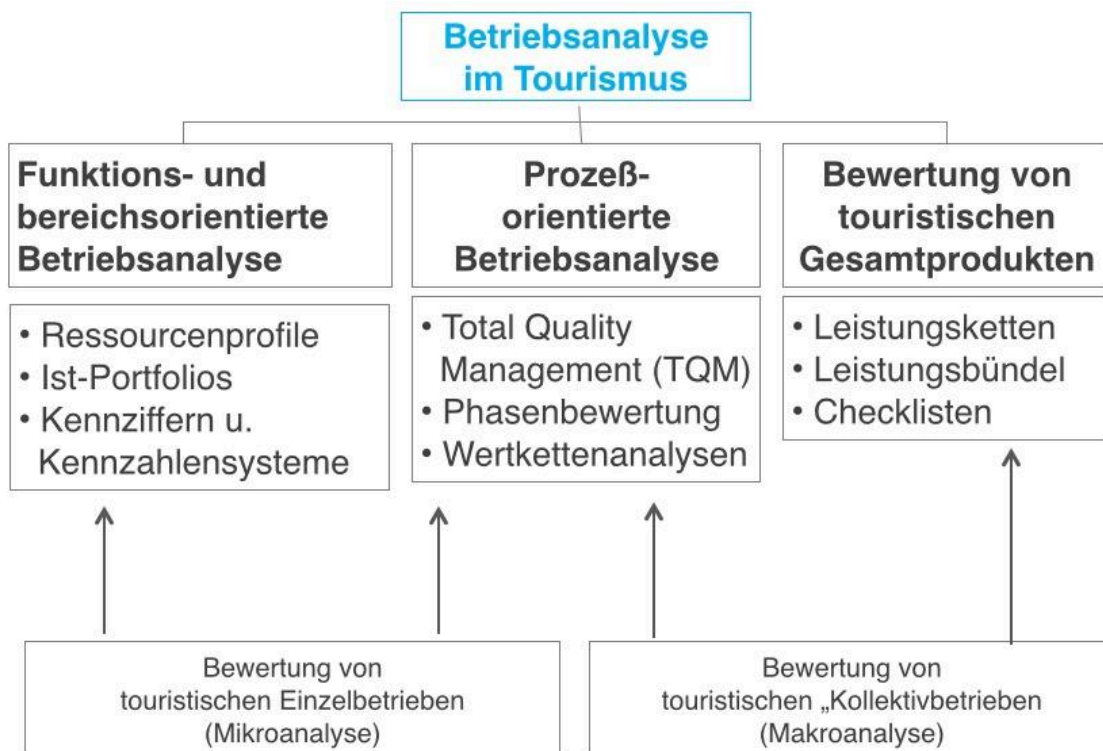 Betriebsanalyse
im Tourismus
Funktions- und
bereichsorientierte
Betriebsanalyse
• Ressourcenprofile
• Ist-Portfolios
• Kennziffern u.
Kennzahlensysteme
Prozeß-
orientierte
Betriebsanalyse
• Total Quality
Management (TQM)
• Phasenbewertung
• Wertkettenanalysen
Bewertung von
touristischen
Gesamtprodukten
• Leistungsketten
• Leistungsbündel
• Checklisten
Bewertung von
touristischen Einzelbetrieben
(Mikroanalyse)
Bewertung von
touristischen „Kollektivbetrieben
(Makroanalyse)